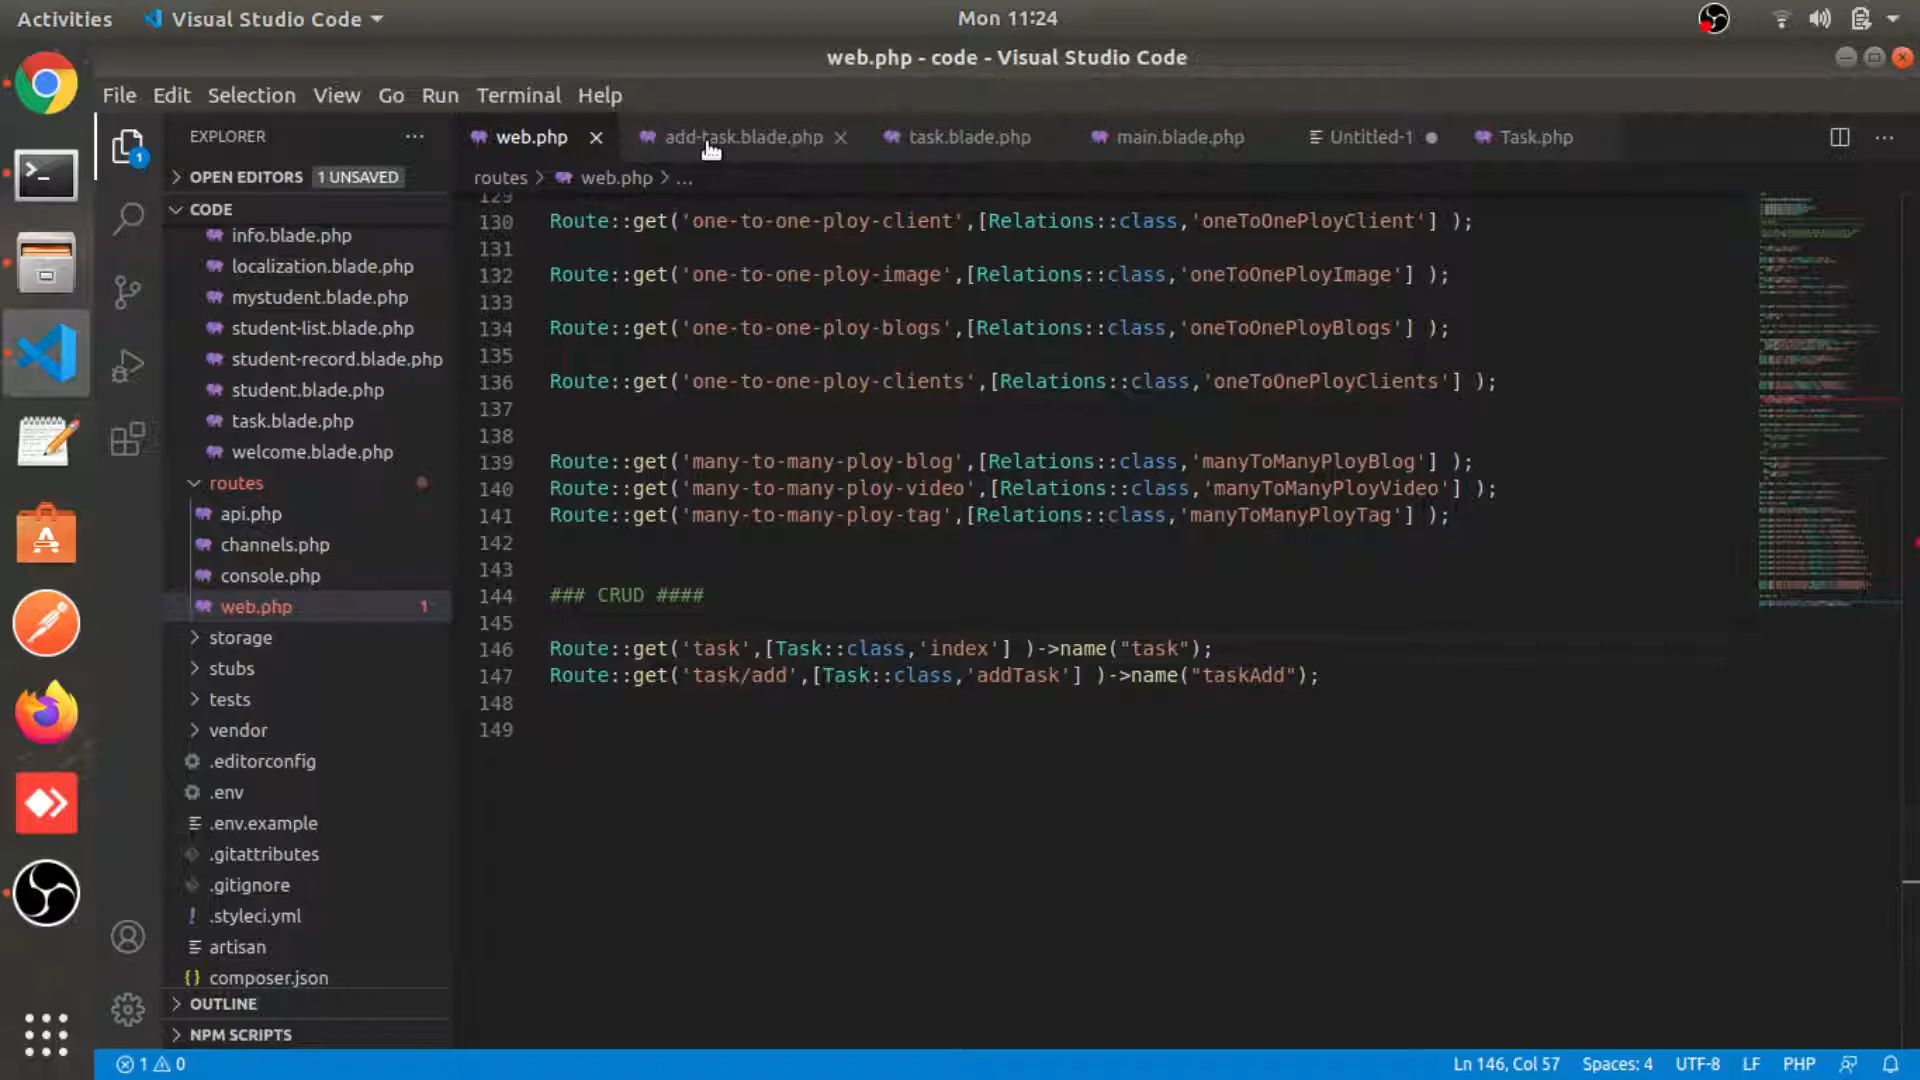 Activities
Visual Studio Code
Mon 11:24
web.php - code - Visual Studio Code
File Edit Selection View Go Run Terminal Help
EXPLORER
web.php
add-task.blade.php
task.blade.php
main.blade.php
Untitled-1
Task.php
1
OPEN EDITORS 1 UNSAVED
routes > web.php > ...
CODE
info.blade.php
localization.blade.php
mystudent.blade.php
student-list.blade.php
student-record.blade.php
student.blade.php
task.blade.php
welcome.blade.php
routes
api.php
channels.php
console.php
web.php 1
storage
stubs
tests
vendor
.editorconfig
.env
.env.example
.gitattributes
.gitignore
.styleci.yml
artisan
composer.json
OUTLINE
NPM SCRIPTS
129
130 Route::get('one-to-one-ploy-client',[Relations::class,'oneToOnePloyClient'] );
131
132 Route::get('one-to-one-ploy-image',[Relations::class,'oneToOnePloyImage'] );
133
134 Route::get('one-to-one-ploy-blogs',[Relations::class,'oneToOnePloyBlogs'] );
135
136 Route::get('one-to-one-ploy-clients',[Relations::class,'oneToOnePloyClients'] );
137
138
139 Route::get('many-to-many-ploy-blog',[Relations::class,'manyToManyPloyBlog'] );
140 Route::get('many-to-many-ploy-video',[Relations::class,'manyToManyPloyVideo'] );
141 Route::get('many-to-many-ploy-tag',[Relations::class,'manyToManyPloyTag'] );
142
143
144 ### CRUD ####
145
146 Route::get('task',[Task::class,'index'] )->name("task");
147 Route::get('task/add',[Task::class,'addTask'] )->name("taskAdd");
148
149
1 0
Ln 146, Col 57 Spaces: 4 UTF-8 LF PHP